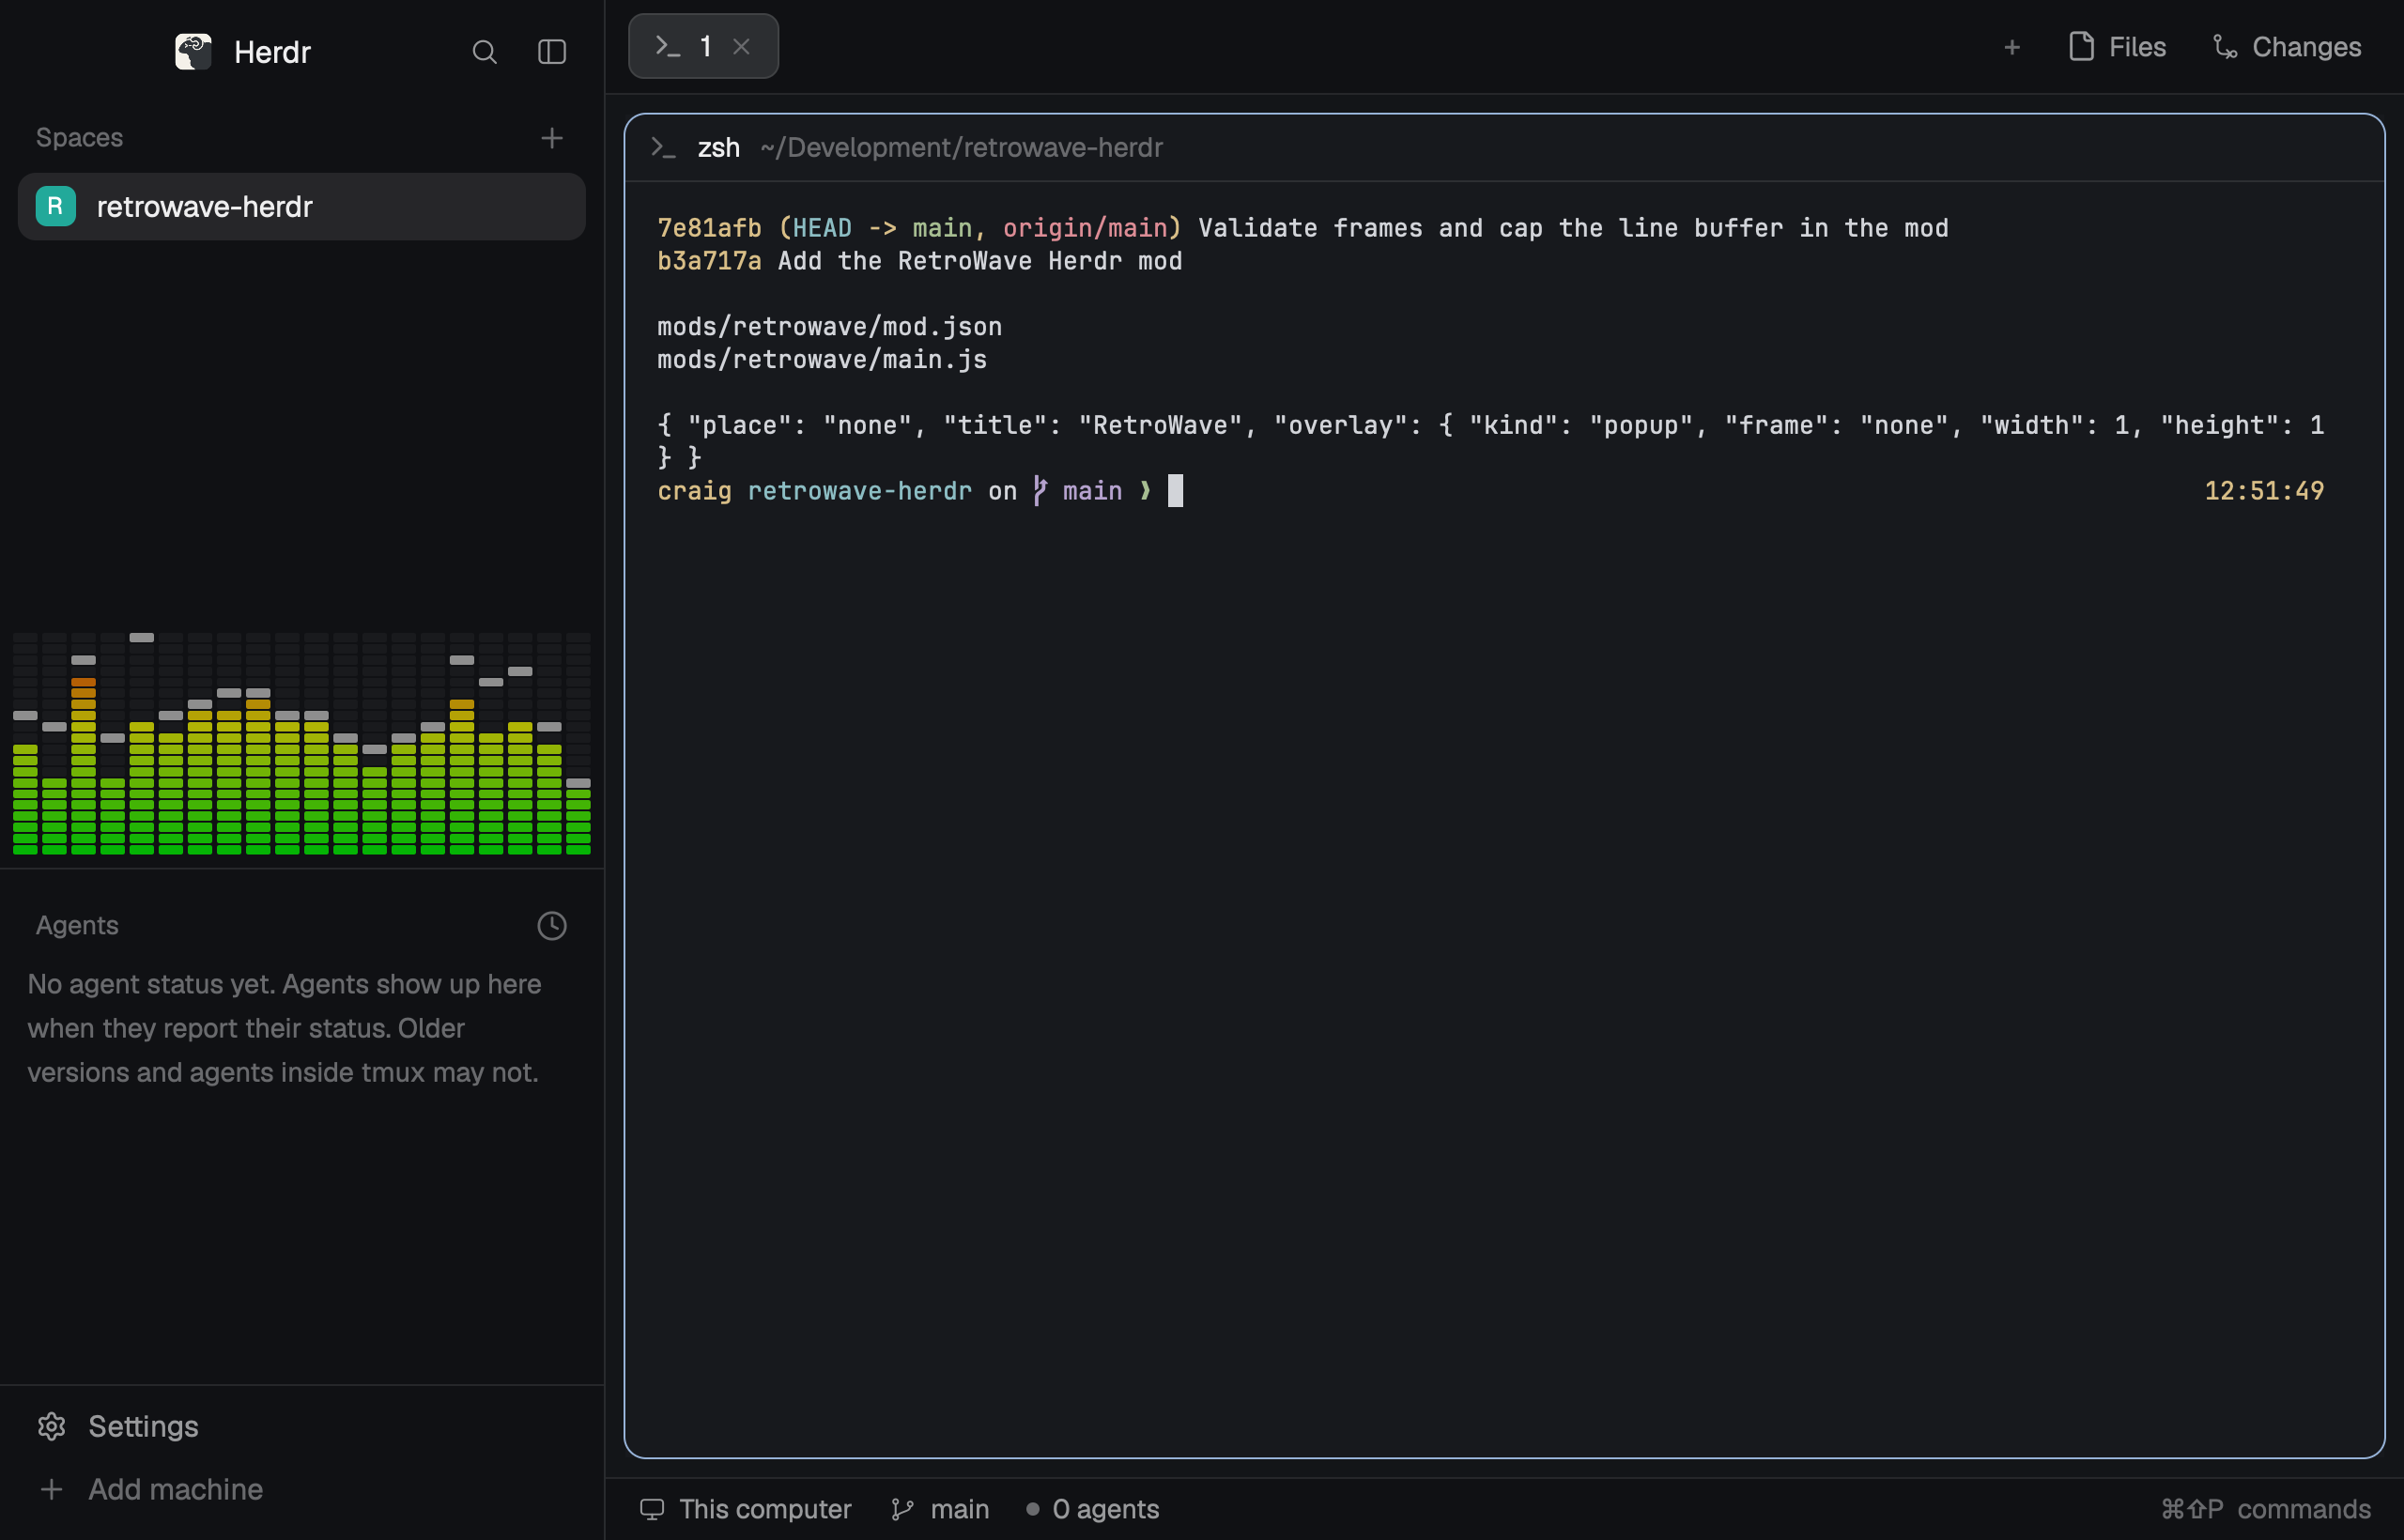 Herdr
Spaces
R retrowave-herdr
Agents
No agent status yet. Agents show up here
when they report their status. Older
versions and agents inside tmux may not.
Settings
Add machine
1
Files
Changes
zsh ~/Development/retrowave-herdr
7e81afb (HEAD -> main, origin/main) Validate frames and cap the line buffer in the mod
b3a717a Add the RetroWave Herdr mod
mods/retrowave/mod.json
mods/retrowave/main.js
{ "place": "none", "title": "RetroWave", "overlay": { "kind": "popup", "frame": "none", "width": 1, "height": 1
} }
craig retrowave-herdr on main ❯ 12:51:49
This computer main 0 agents ⌘⇧P commands